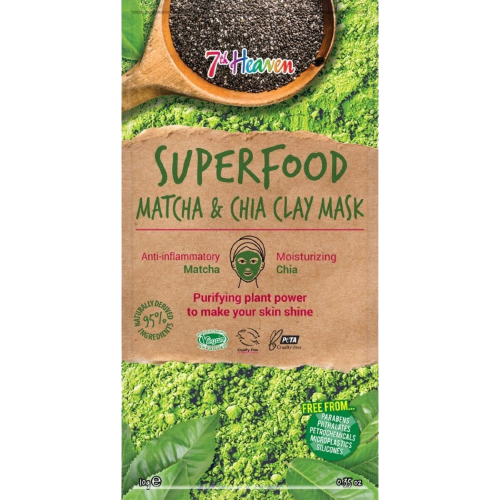 7th Heaven
SUPERFOOD
MATCHA & CHIA CLAY MASK
Anti-inflammatory
Matcha
Moisturizing
Chia
Purifying plant power
to make your skin shine
NATURALLY DERIVED
95%
INGREDIENTS
Vegan
Cruelty Free
PETA
Cruelty-Free
FREE FROM...
PARABENS
PHTHALATES
PETROCHEMICALS
MICROPLASTICS
SILICONES
10g e
0.35 oz